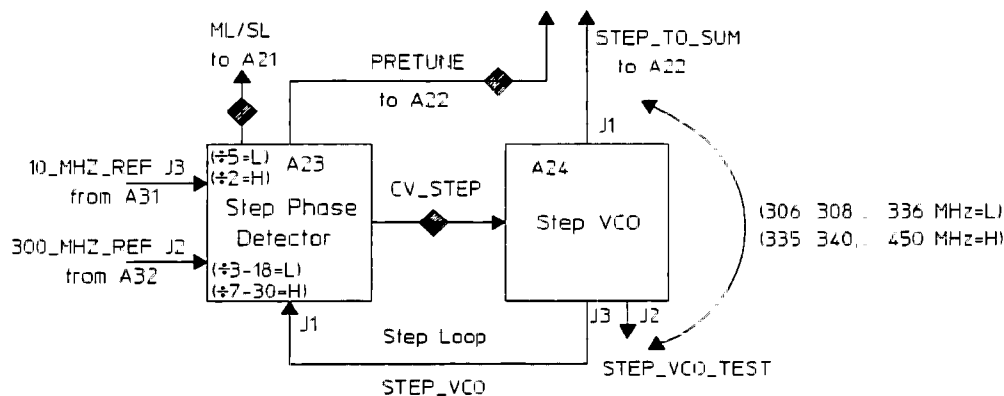 ML/SL
to A21
PRETUNE
to A22
STEP_TO_SUM
to A22
J1
10_MHZ_REF J3
from A31
(÷5=L)
(÷2=H)
A23
Step Phase
Detector
CV_STEP
A24
Step VCO
(306 308 .. 336 MHz=L)
(335 340,.. 450 MHz=H)
300_MHZ_REF J2
from A32
(÷3-18=L)
(÷7-30=H)
J1
J3
J2
Step Loop
STEP_VCO
STEP_VCO_TEST